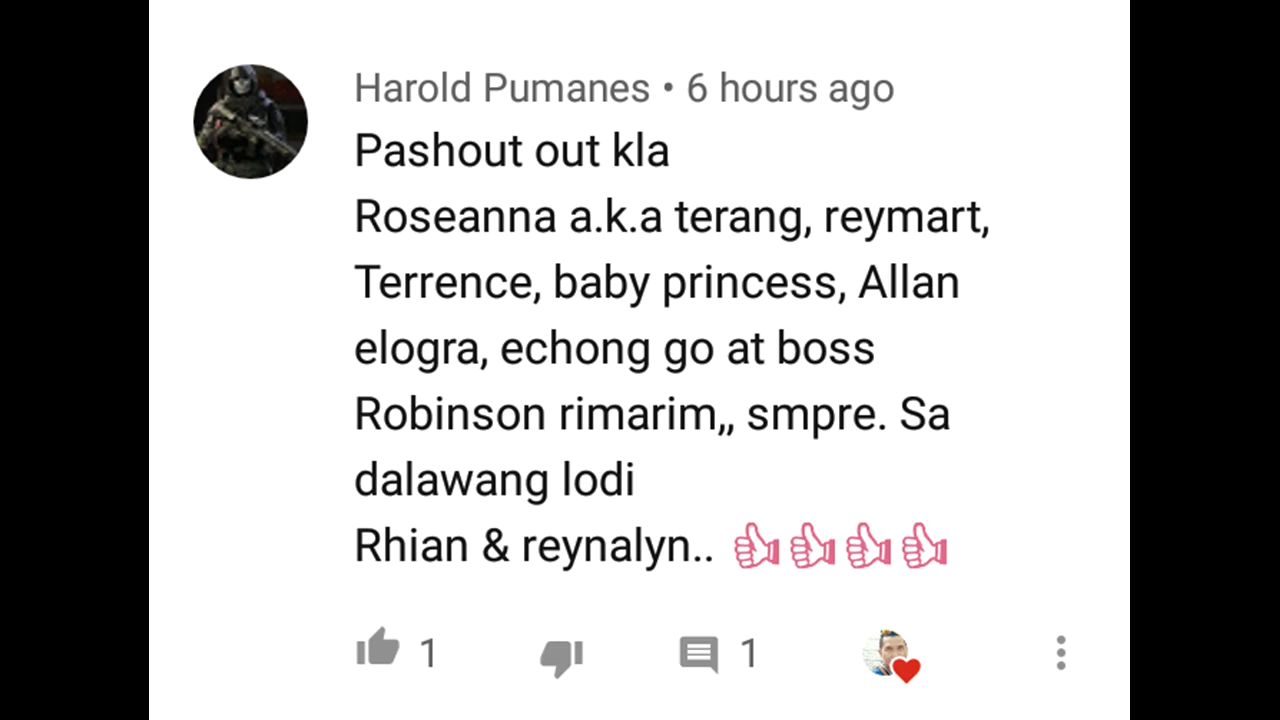 Harold Pumanes • 6 hours ago
Pashout out kla
Roseanna a.k.a terang, reymart,
Terrence, baby princess, Allan
elogra, echong go at boss
Robinson rimarim,, smpre. Sa
dalawang lodi
Rhian & reynalyn.. 👍👍👍👍
1 1